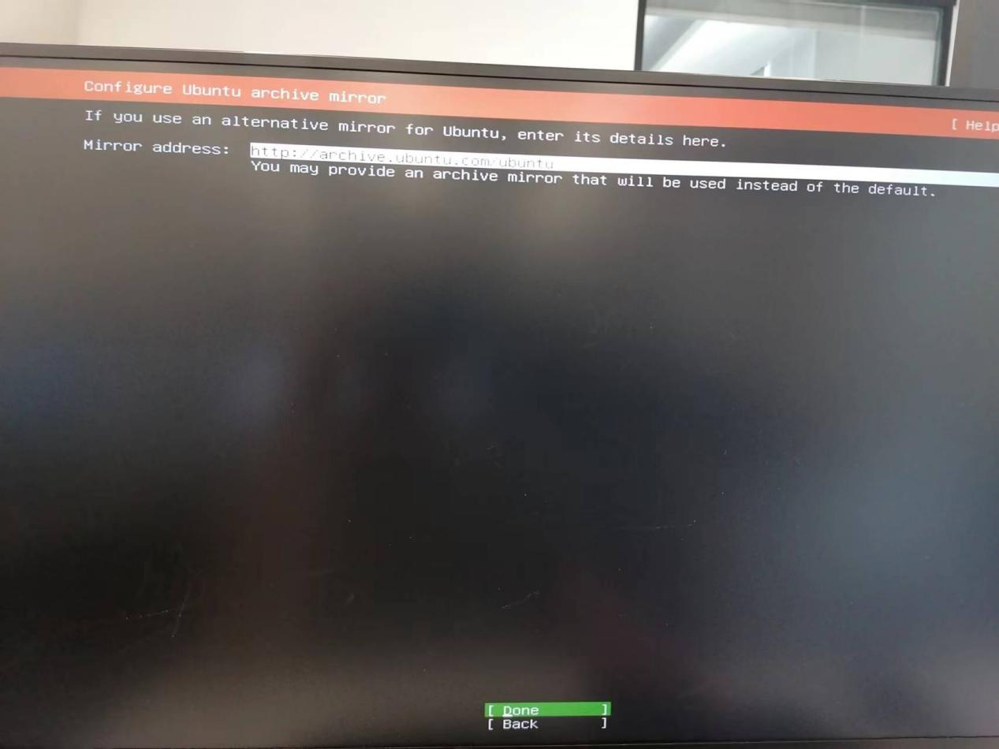 Configure Ubuntu archive mirror
[ Help
If you use an alternative mirror for Ubuntu, enter its details here.
Mirror address: http://archive.ubuntu.com/ubuntu
You may provide an archive mirror that will be used instead of the default.
[ Done ]
[ Back ]